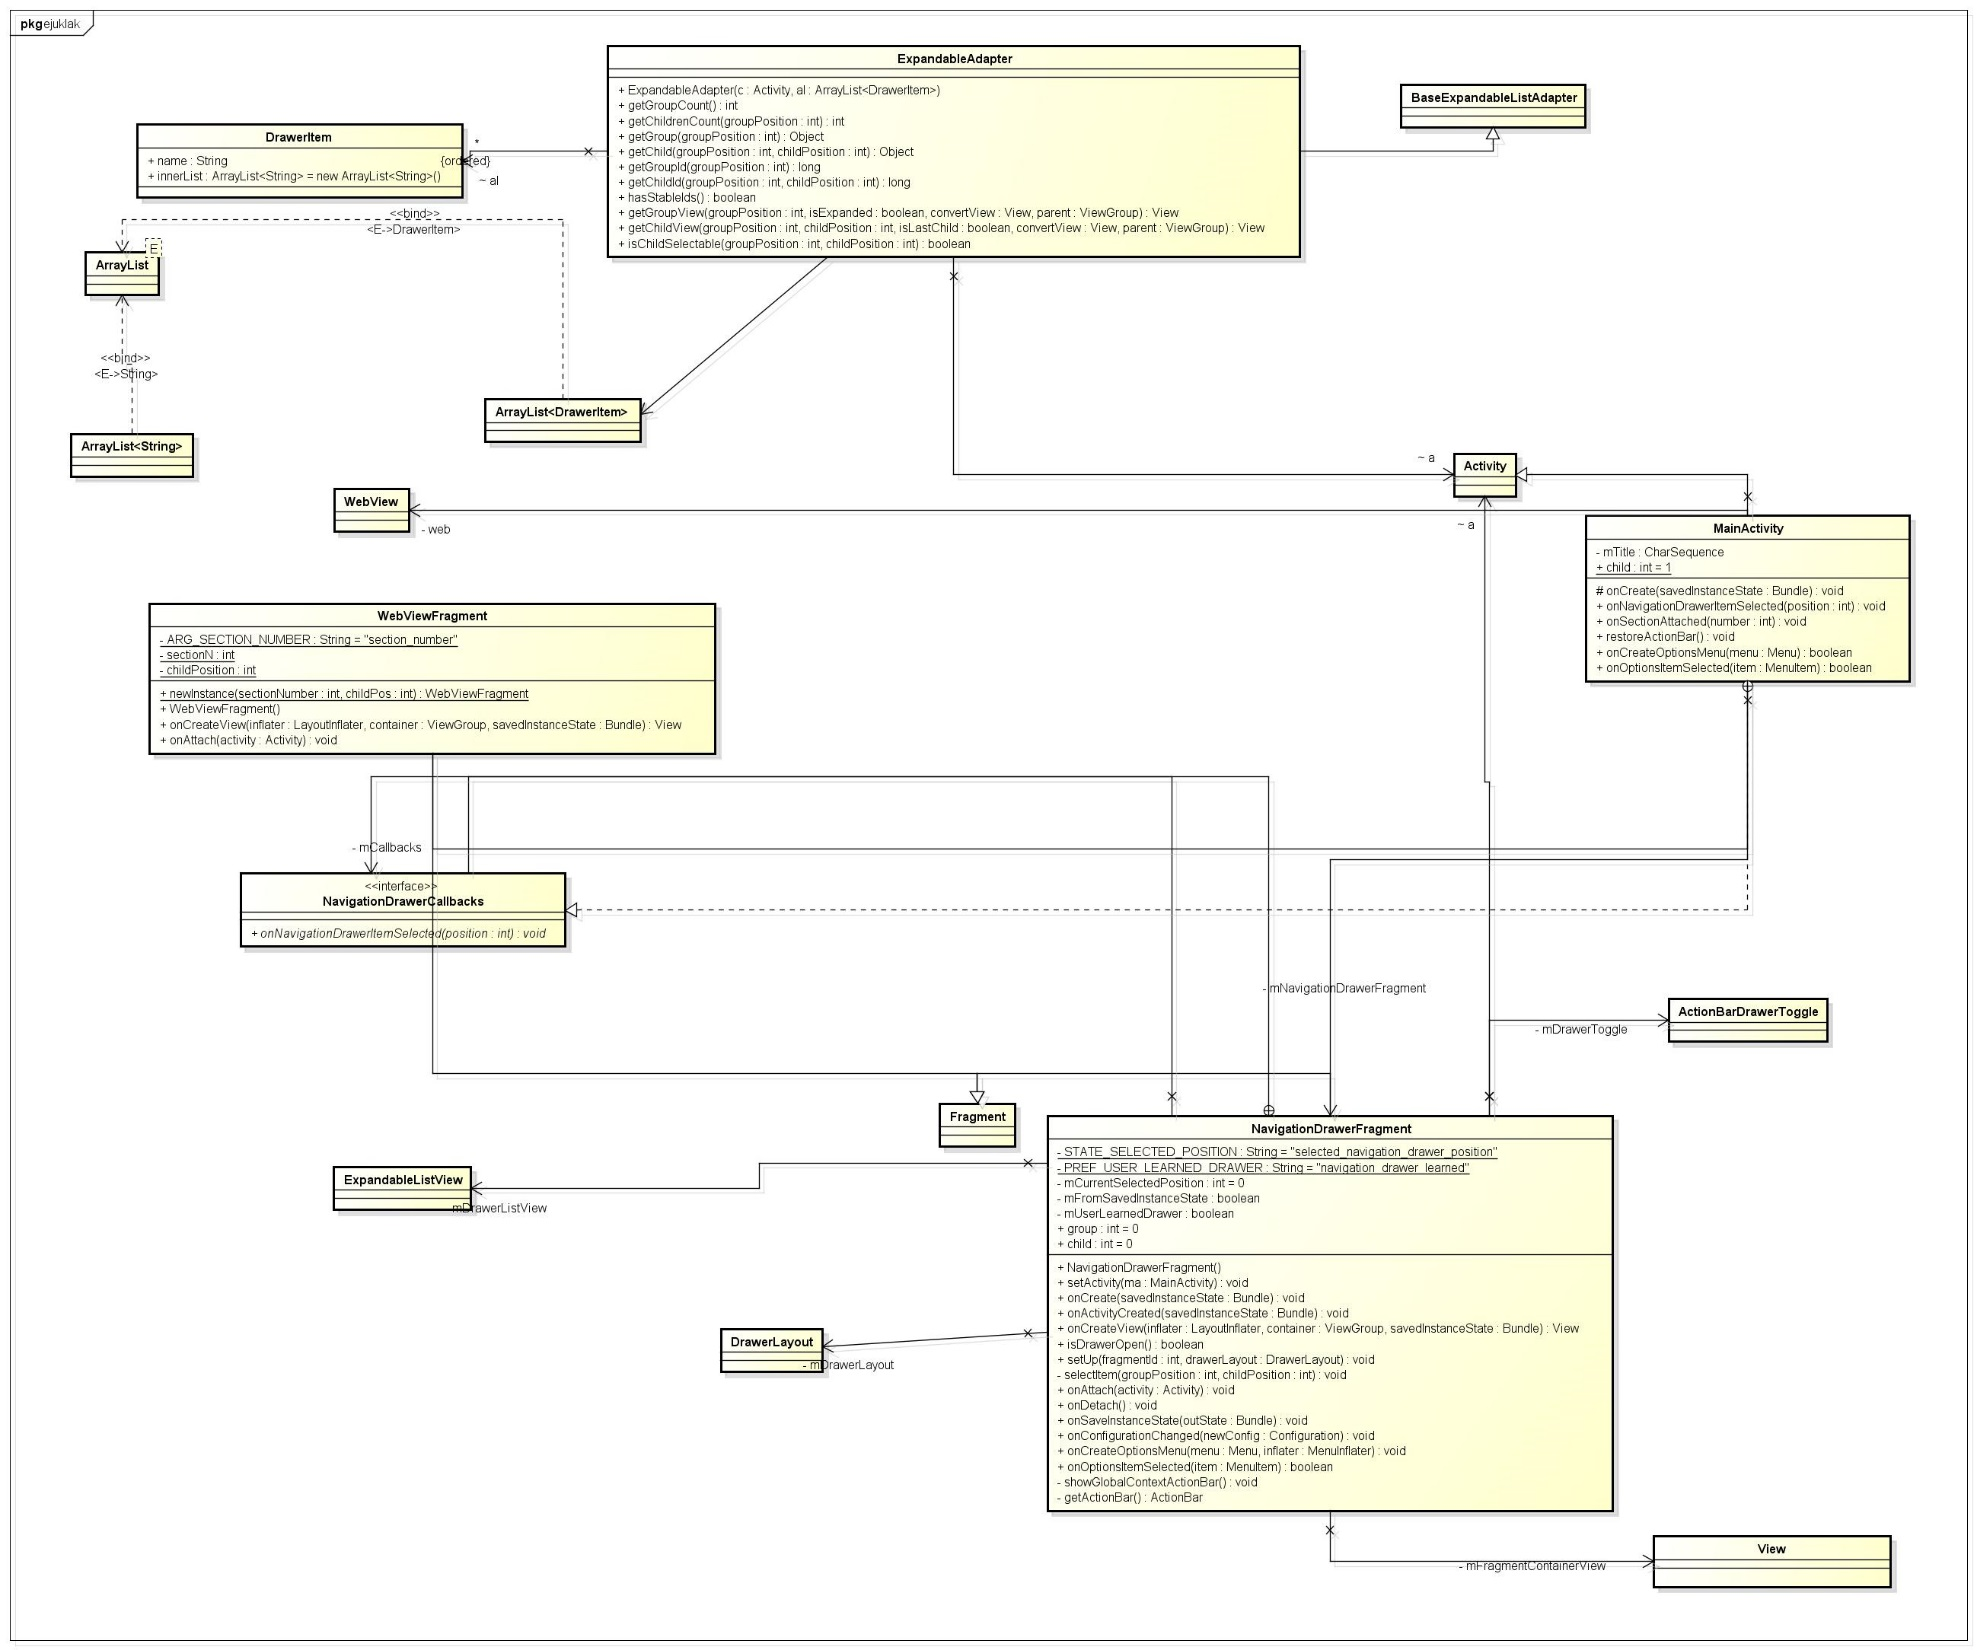 pkg ejuklak
ExpandableAdapter
+ ExpandableAdapter(c : Activity, al : ArrayList<DrawerItem>)
+ getGroupCount() : int
+ getChildrenCount(groupPosition : int) : int
+ getGroup(groupPosition : int) : Object
+ getChild(groupPosition : int, childPosition : int) : Object
+ getGroupId(groupPosition : int) : long
+ getChildId(groupPosition : int, childPosition : int) : long
+ hasStableIds() : boolean
+ getGroupView(groupPosition : int, isExpanded : boolean, convertView : View, parent : ViewGroup) : View
+ getChildView(groupPosition : int, childPosition : int, isLastChild : boolean, convertView : View, parent : ViewGroup) : View
+ isChildSelectable(groupPosition : int, childPosition : int) : boolean
BaseExpandableListAdapter
DrawerItem
+ name : String
+ innerList : ArrayList<String> = new ArrayList<String>()
*
{ordered}
~ al
<<bind>>
<E->DrawerItem>
E
ArrayList
<<bind>>
<E->String>
ArrayList<DrawerItem>
ArrayList<String>
~ a
Activity
WebView
- web
~ a
MainActivity
- mTitle : CharSequence
+ child : int = 1
# onCreate(savedInstanceState : Bundle) : void
+ onNavigationDrawerItemSelected(position : int) : void
+ onSectionAttached(number : int) : void
+ restoreActionBar() : void
+ onCreateOptionsMenu(menu : Menu) : boolean
+ onOptionsItemSelected(item : MenuItem) : boolean
WebViewFragment
- ARG_SECTION_NUMBER : String = "section_number"
- sectionN : int
- childPosition : int
+ newInstance(sectionNumber : int, childPos : int) : WebViewFragment
+ WebViewFragment()
+ onCreateView(inflater : LayoutInflater, container : ViewGroup, savedInstanceState : Bundle) : View
+ onAttach(activity : Activity) : void
- mCallbacks
<<interface>>
NavigationDrawerCallbacks
+ onNavigationDrawerItemSelected(position : int) : void
- mNavigationDrawerFragment
ActionBarDrawerToggle
- mDrawerToggle
Fragment
NavigationDrawerFragment
- STATE_SELECTED_POSITION : String = "selected_navigation_drawer_position"
- PREF_USER_LEARNED_DRAWER : String = "navigation_drawer_learned"
- mCurrentSelectedPosition : int = 0
- mFromSavedInstanceState : boolean
- mUserLearnedDrawer : boolean
+ group : int = 0
+ child : int = 0
+ NavigationDrawerFragment()
+ setActivity(ma : MainActivity) : void
+ onCreate(savedInstanceState : Bundle) : void
+ onActivityCreated(savedInstanceState : Bundle) : void
+ onCreateView(inflater : LayoutInflater, container : ViewGroup, savedInstanceState : Bundle) : View
+ isDrawerOpen() : boolean
+ setUp(fragmentId : int, drawerLayout : DrawerLayout) : void
- selectItem(groupPosition : int, childPosition : int) : void
+ onAttach(activity : Activity) : void
+ onDetach() : void
+ onSaveInstanceState(outState : Bundle) : void
+ onConfigurationChanged(newConfig : Configuration) : void
+ onCreateOptionsMenu(menu : Menu, inflater : MenuInflater) : void
+ onOptionsItemSelected(item : MenuItem) : boolean
- showGlobalContextActionBar() : void
- getActionBar() : ActionBar
ExpandableListView
- mDrawerListView
DrawerLayout
- mDrawerLayout
View
- mFragmentContainerView